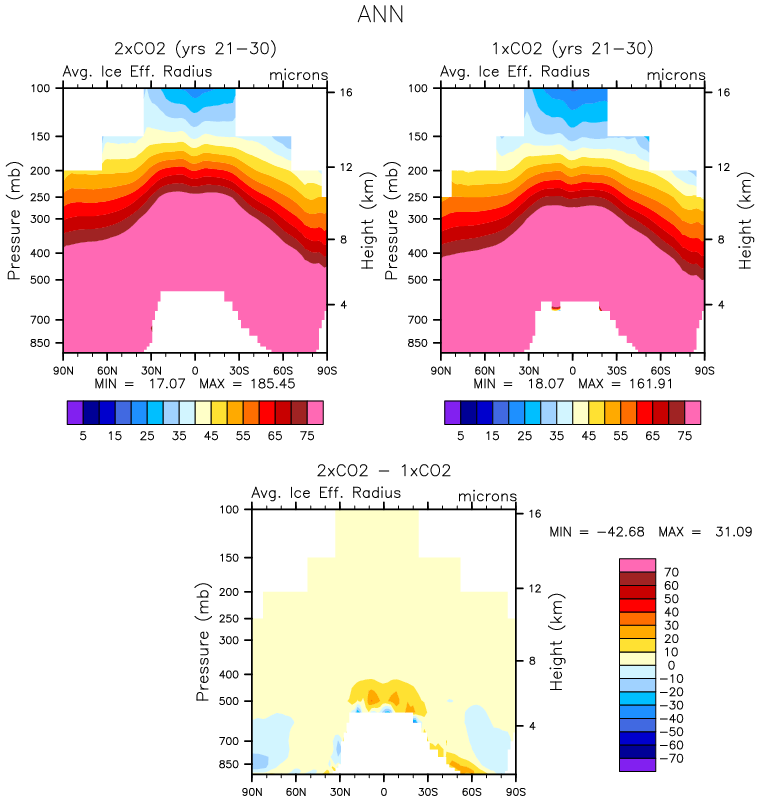 ANN
2xCO2 (yrs 21-30)
Avg. Ice Eff. Radius microns
100
150
200
250
300
400
500
700
850
Pressure (mb)
16
12
8
4
Height (km)
90N 60N 30N 0 30S 60S 90S
MIN = 17.07 MAX = 185.45
5 15 25 35 45 55 65 75
1xCO2 (yrs 21-30)
Avg. Ice Eff. Radius microns
100
150
200
250
300
400
500
700
850
Pressure (mb)
16
12
8
4
Height (km)
90N 60N 30N 0 30S 60S 90S
MIN = 18.07 MAX = 161.91
5 15 25 35 45 55 65 75
2xCO2 - 1xCO2
Avg. Ice Eff. Radius microns
100
150
200
250
300
400
500
700
850
Pressure (mb)
16
12
8
4
Height (km)
90N 60N 30N 0 30S 60S 90S
MIN = -42.68 MAX = 31.09
70
60
50
40
30
20
10
0
-10
-20
-30
-40
-50
-60
-70